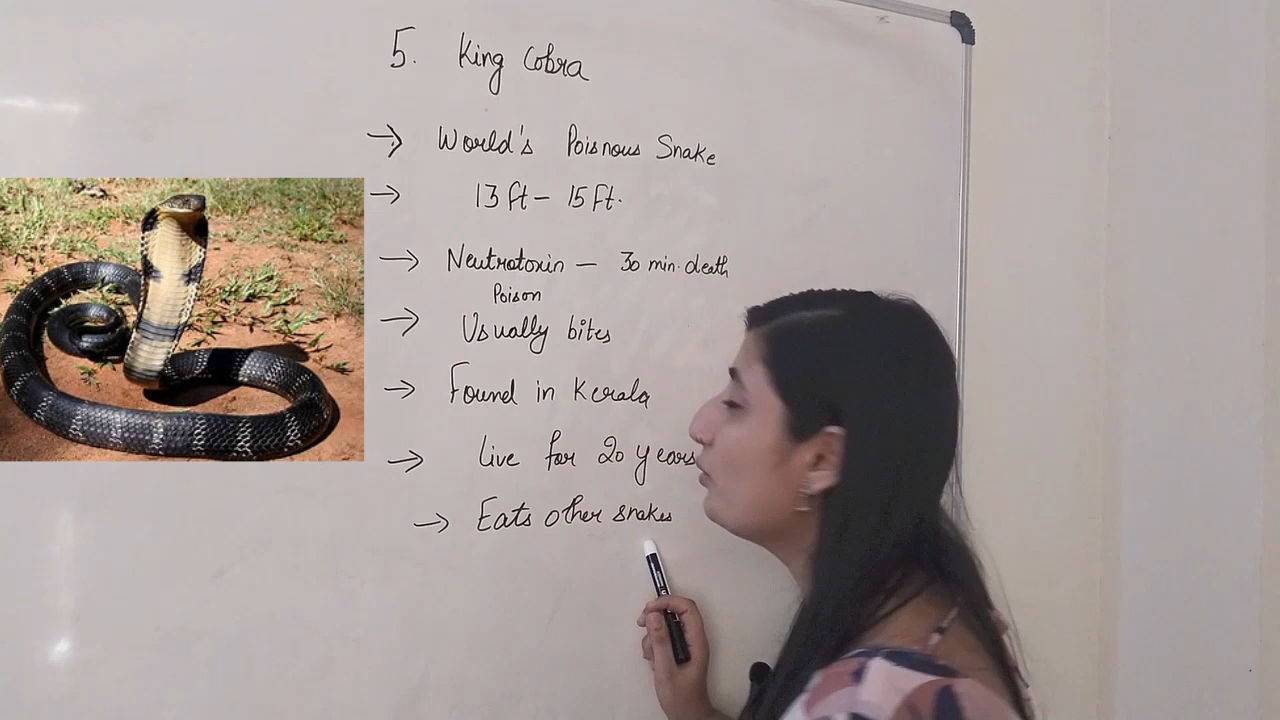 5. King Cobra
→ World's Poisnous Snake
→ 13 ft – 15 ft.
→ Neutrotoxin – 30 min. death
Poison
→ Usually bites
→ Found in Kerala
→ Live for 20 years
→ Eats other snakes